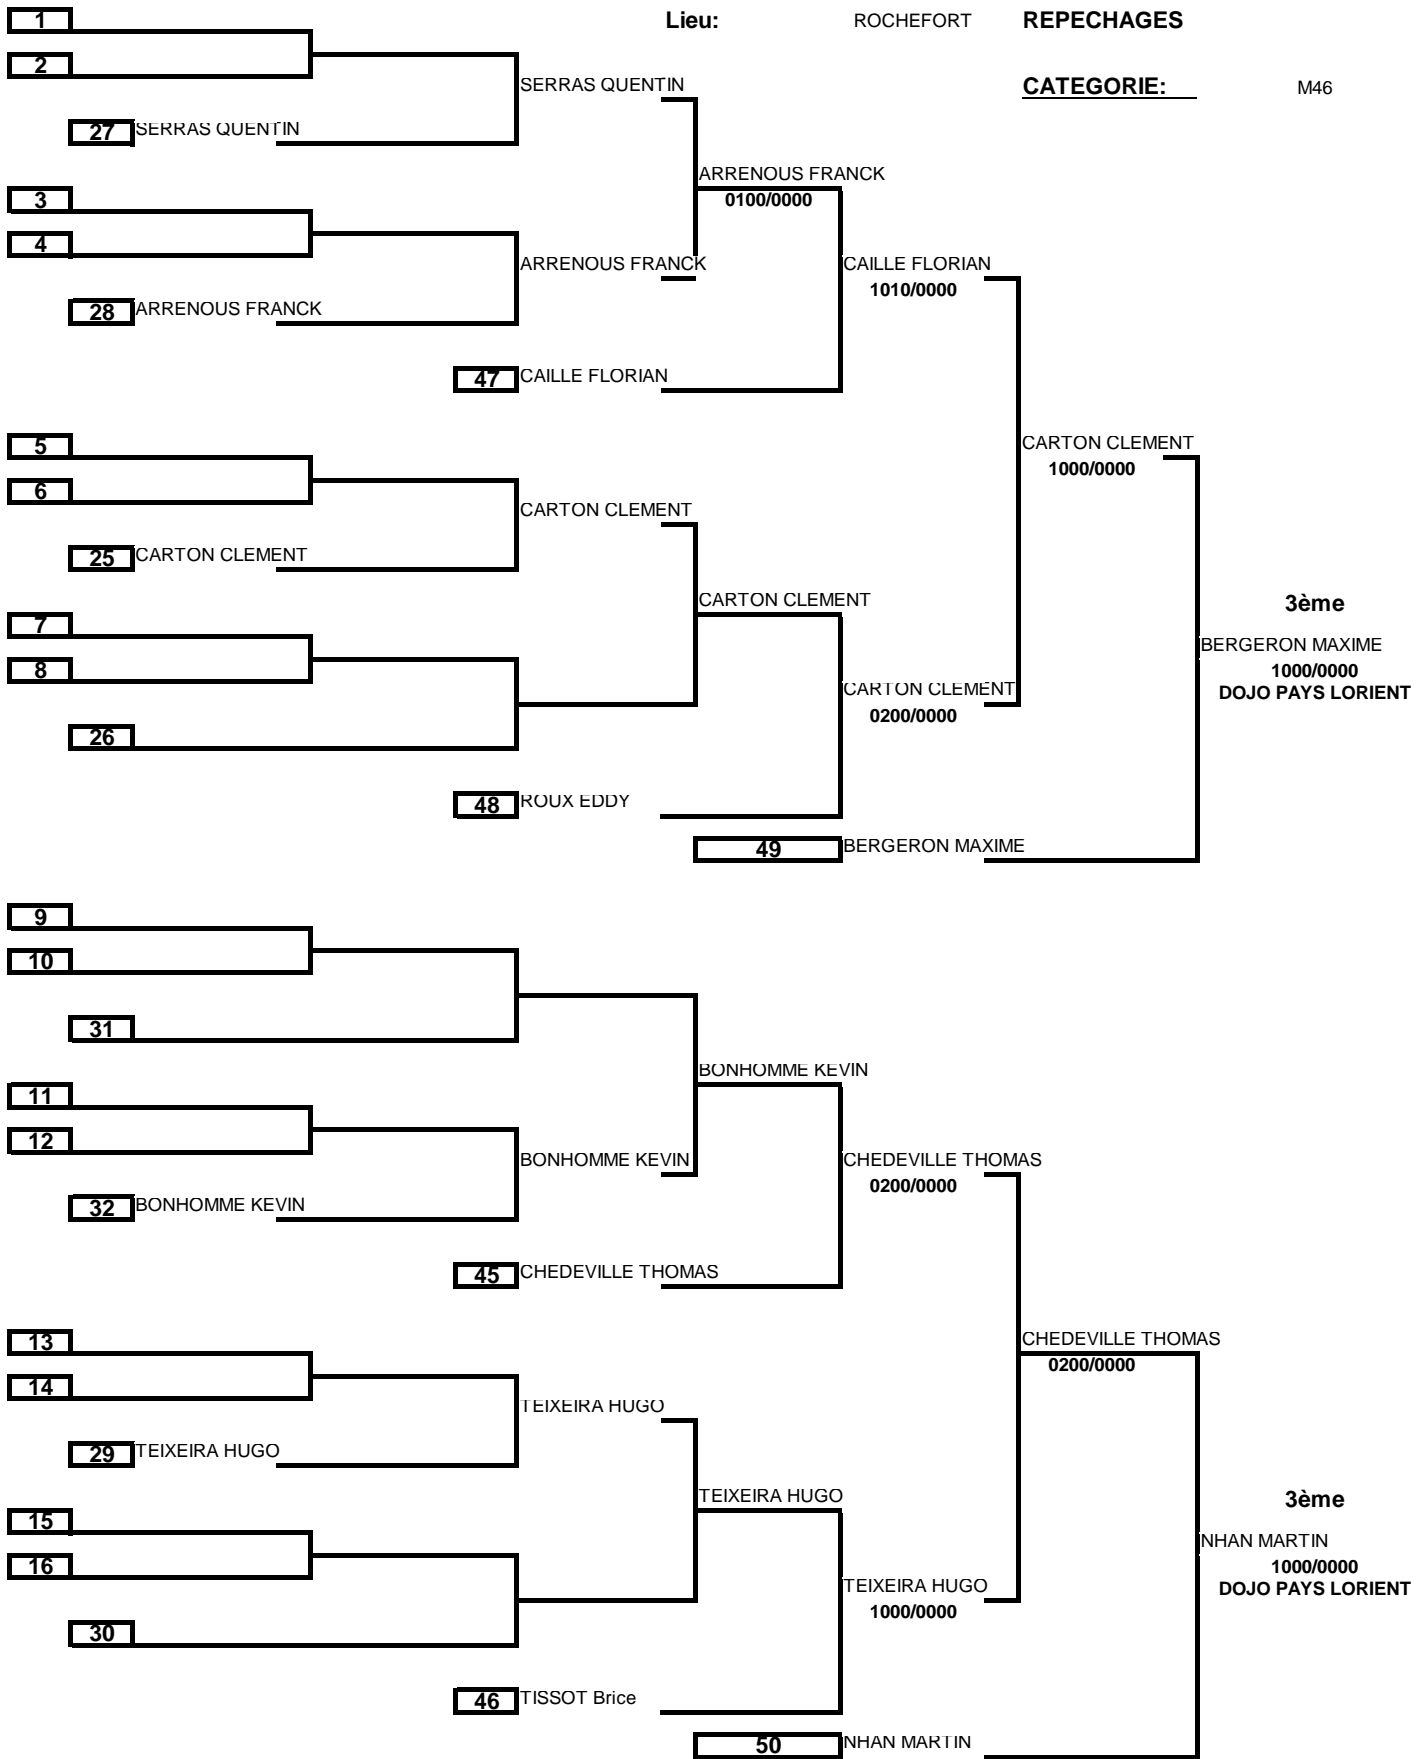 1
Lieu: ROCHEFORT REPECHAGES
2
SERRAS QUENTIN
CATEGORIE: M46
27 SERRAS QUENTIN
ARRENOUS FRANCK
0100/0000
3
4
ARRENOUS FRANCK
CAILLE FLORIAN
1010/0000
28 ARRENOUS FRANCK
47 CAILLE FLORIAN
5
CARTON CLEMENT
1000/0000
6
CARTON CLEMENT
25 CARTON CLEMENT
CARTON CLEMENT
3ème
7
BERGERON MAXIME
1000/0000
DOJO PAYS LORIENT
8
CARTON CLEMENT
0200/0000
26
48 ROUX EDDY
49 BERGERON MAXIME
9
10
31
BONHOMME KEVIN
11
12
BONHOMME KEVIN
CHEDEVILLE THOMAS
0200/0000
32 BONHOMME KEVIN
45 CHEDEVILLE THOMAS
13
CHEDEVILLE THOMAS
0200/0000
14
TEIXEIRA HUGO
29 TEIXEIRA HUGO
TEIXEIRA HUGO
3ème
15
NHAN MARTIN
1000/0000
DOJO PAYS LORIENT
16
TEIXEIRA HUGO
1000/0000
30
46 TISSOT Brice
50 NHAN MARTIN